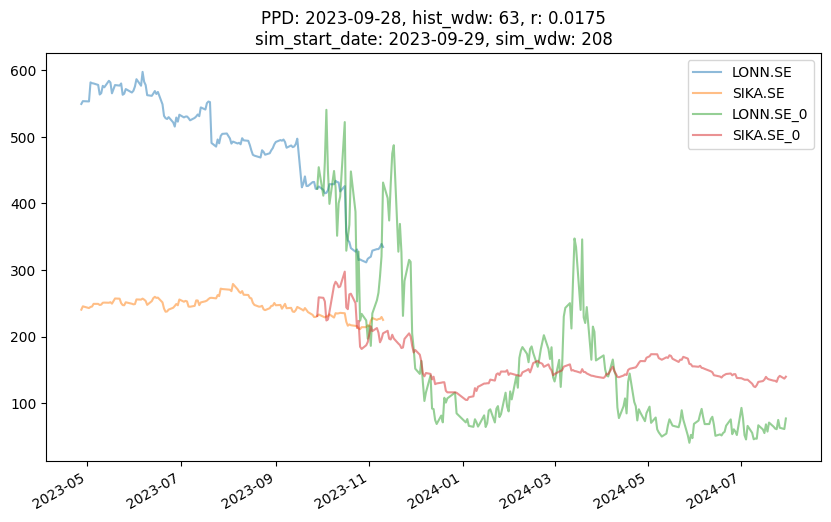 PPD: 2023-09-28, hist_wdw: 63, r: 0.0175
sim_start_date: 2023-09-29, sim_wdw: 208
LONN.SE
SIKA.SE
LONN.SE_0
SIKA.SE_0
600
500
400
300
200
100
2023-05
2023-07
2023-09
2023-11
2024-01
2024-03
2024-05
2024-07